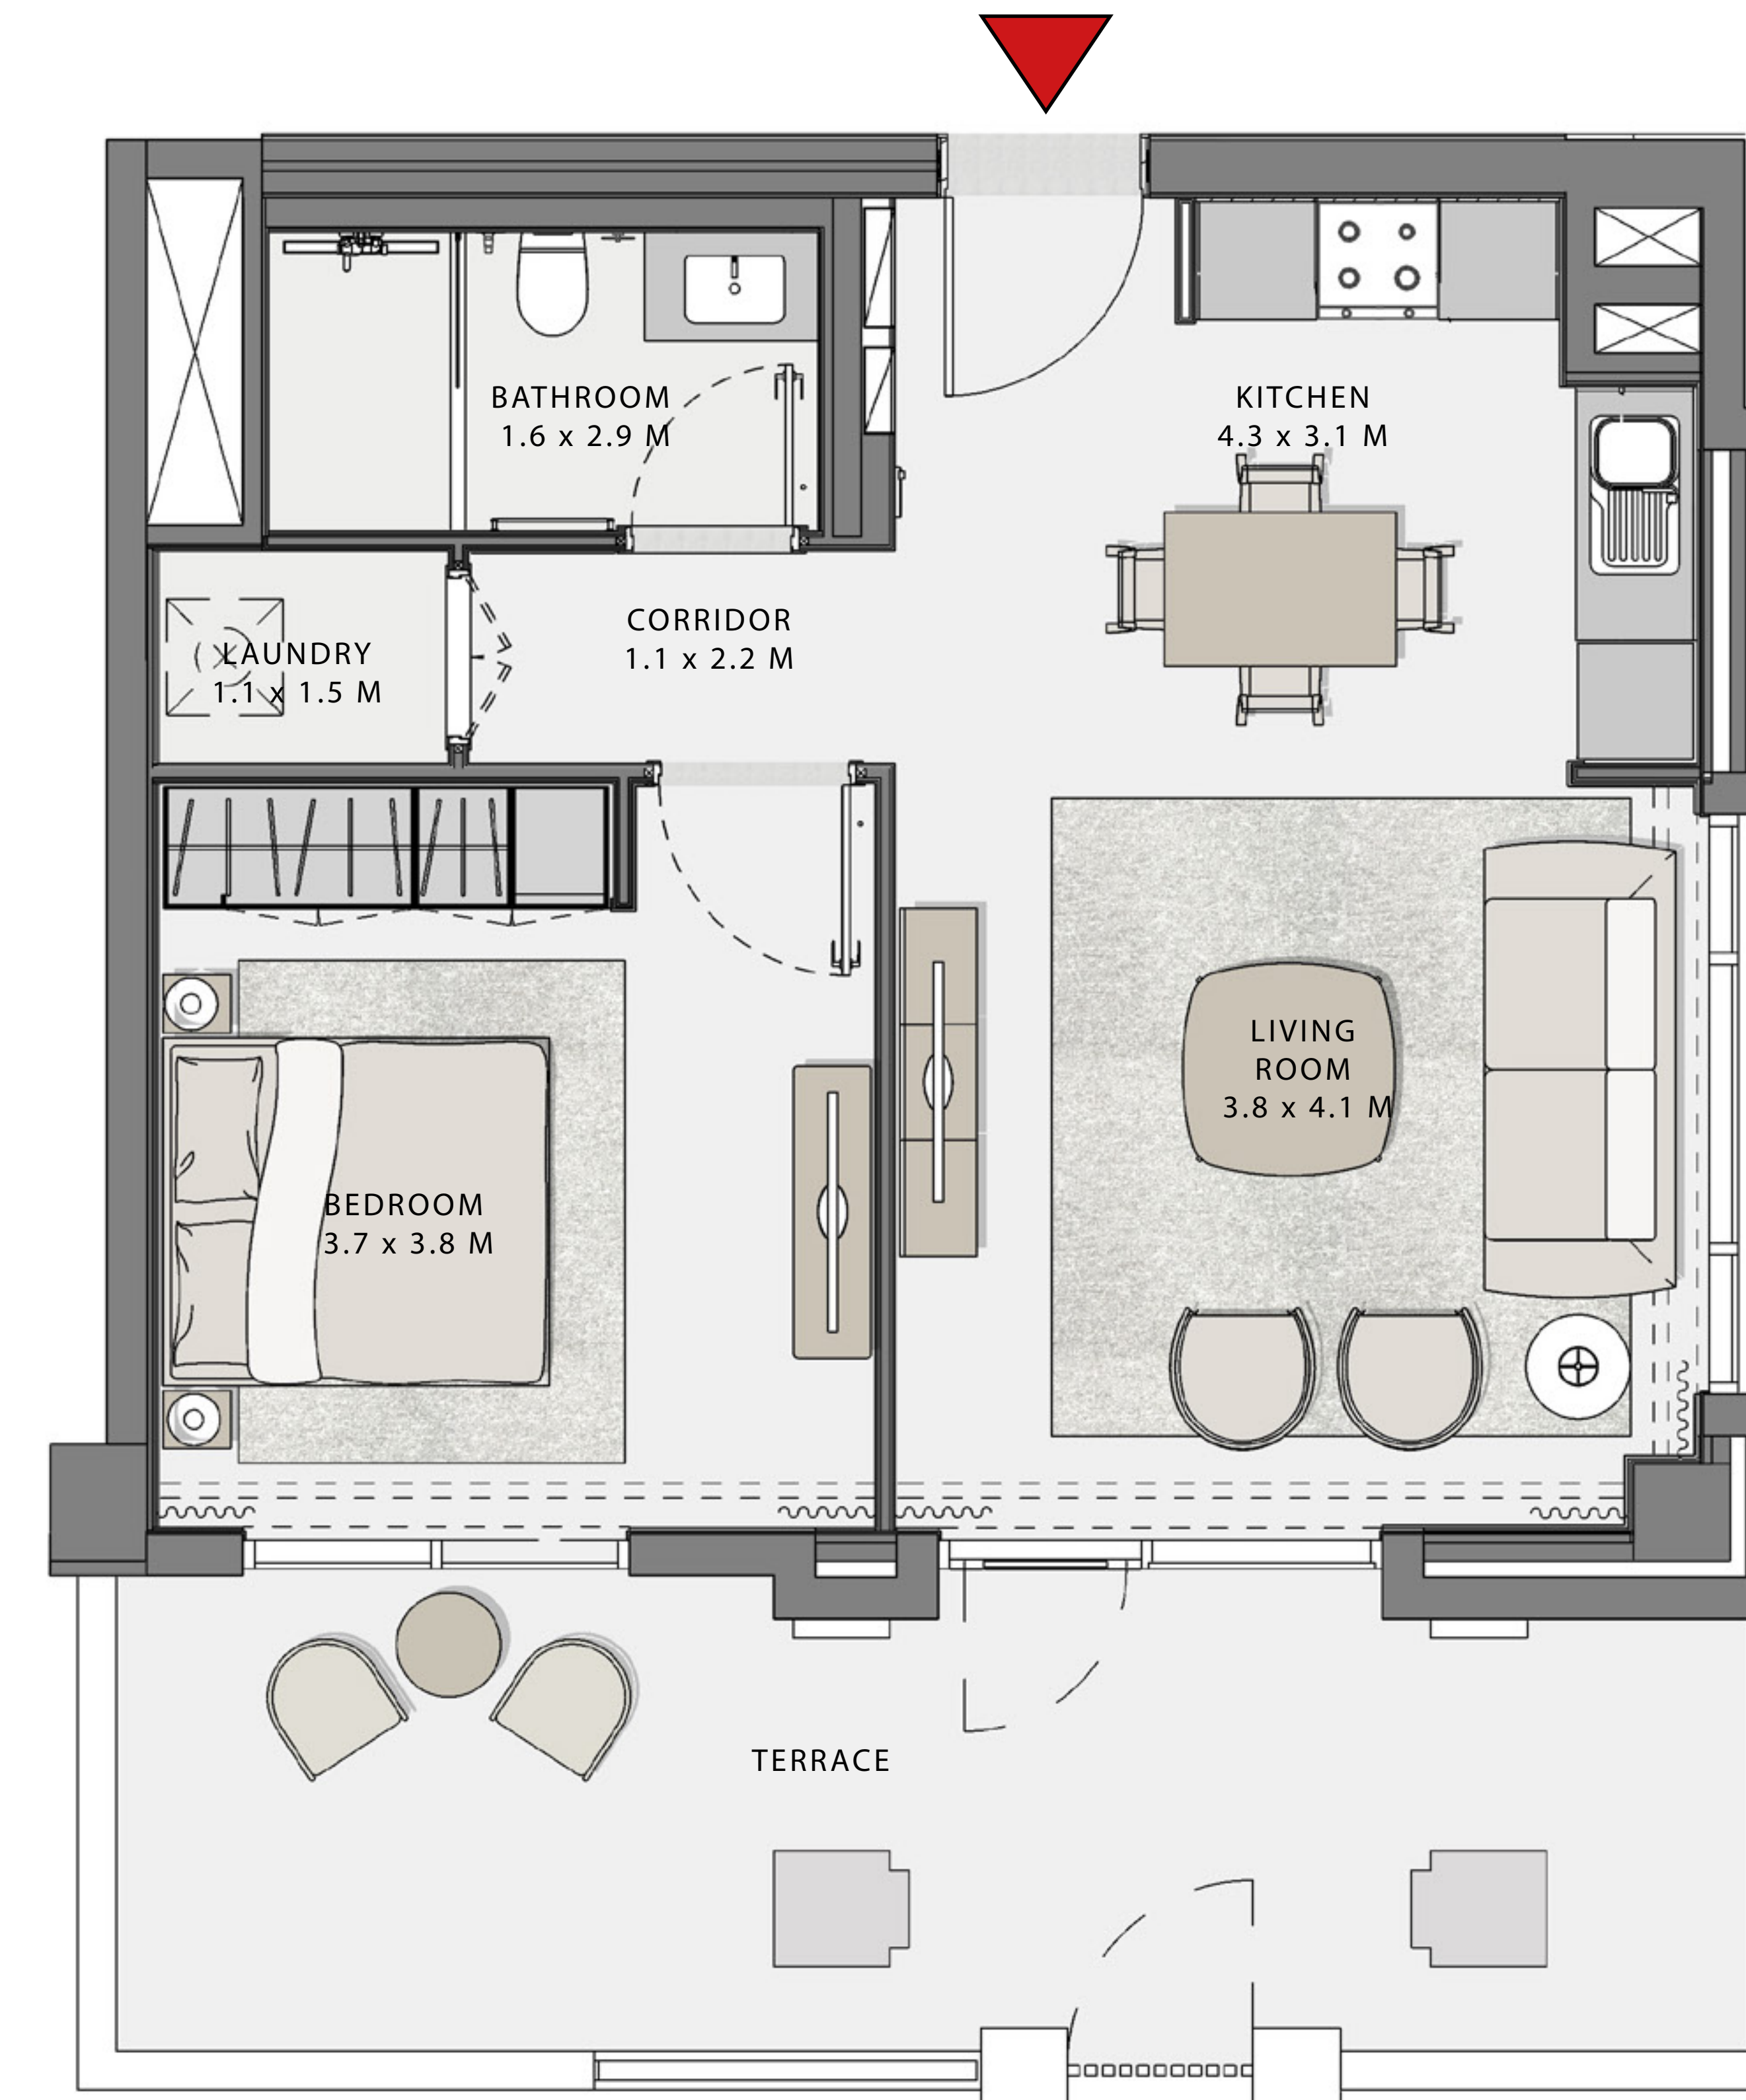 BATHROOM
1.6 x 2.9 M
KITCHEN
4.3 x 3.1 M
CORRIDOR
1.1 x 2.2 M
LAUNDRY
1.1 x 1.5 M
LIVING
ROOM
3.8 x 4.1 M
BEDROOM
3.7 x 3.8 M
TERRACE